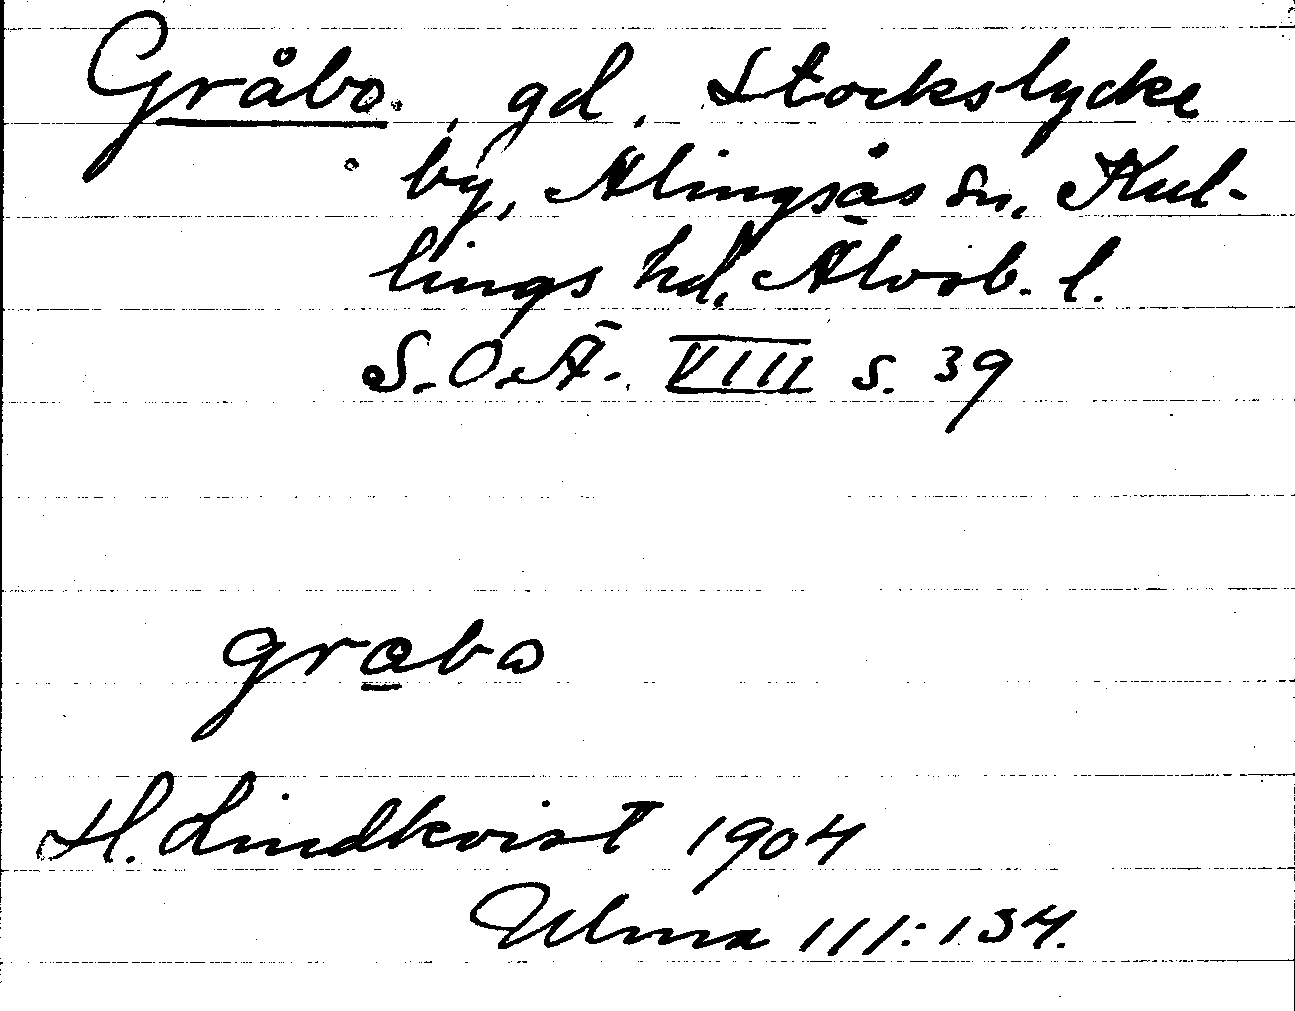 Gråbo., gd, Stockslycke
by, Alingsås sn, Kul-
lings hd, Älvsb. l.
S.O.Ä. VIII s. 39
grabo
H. Lindkvist 1904
Ulma 111:134.